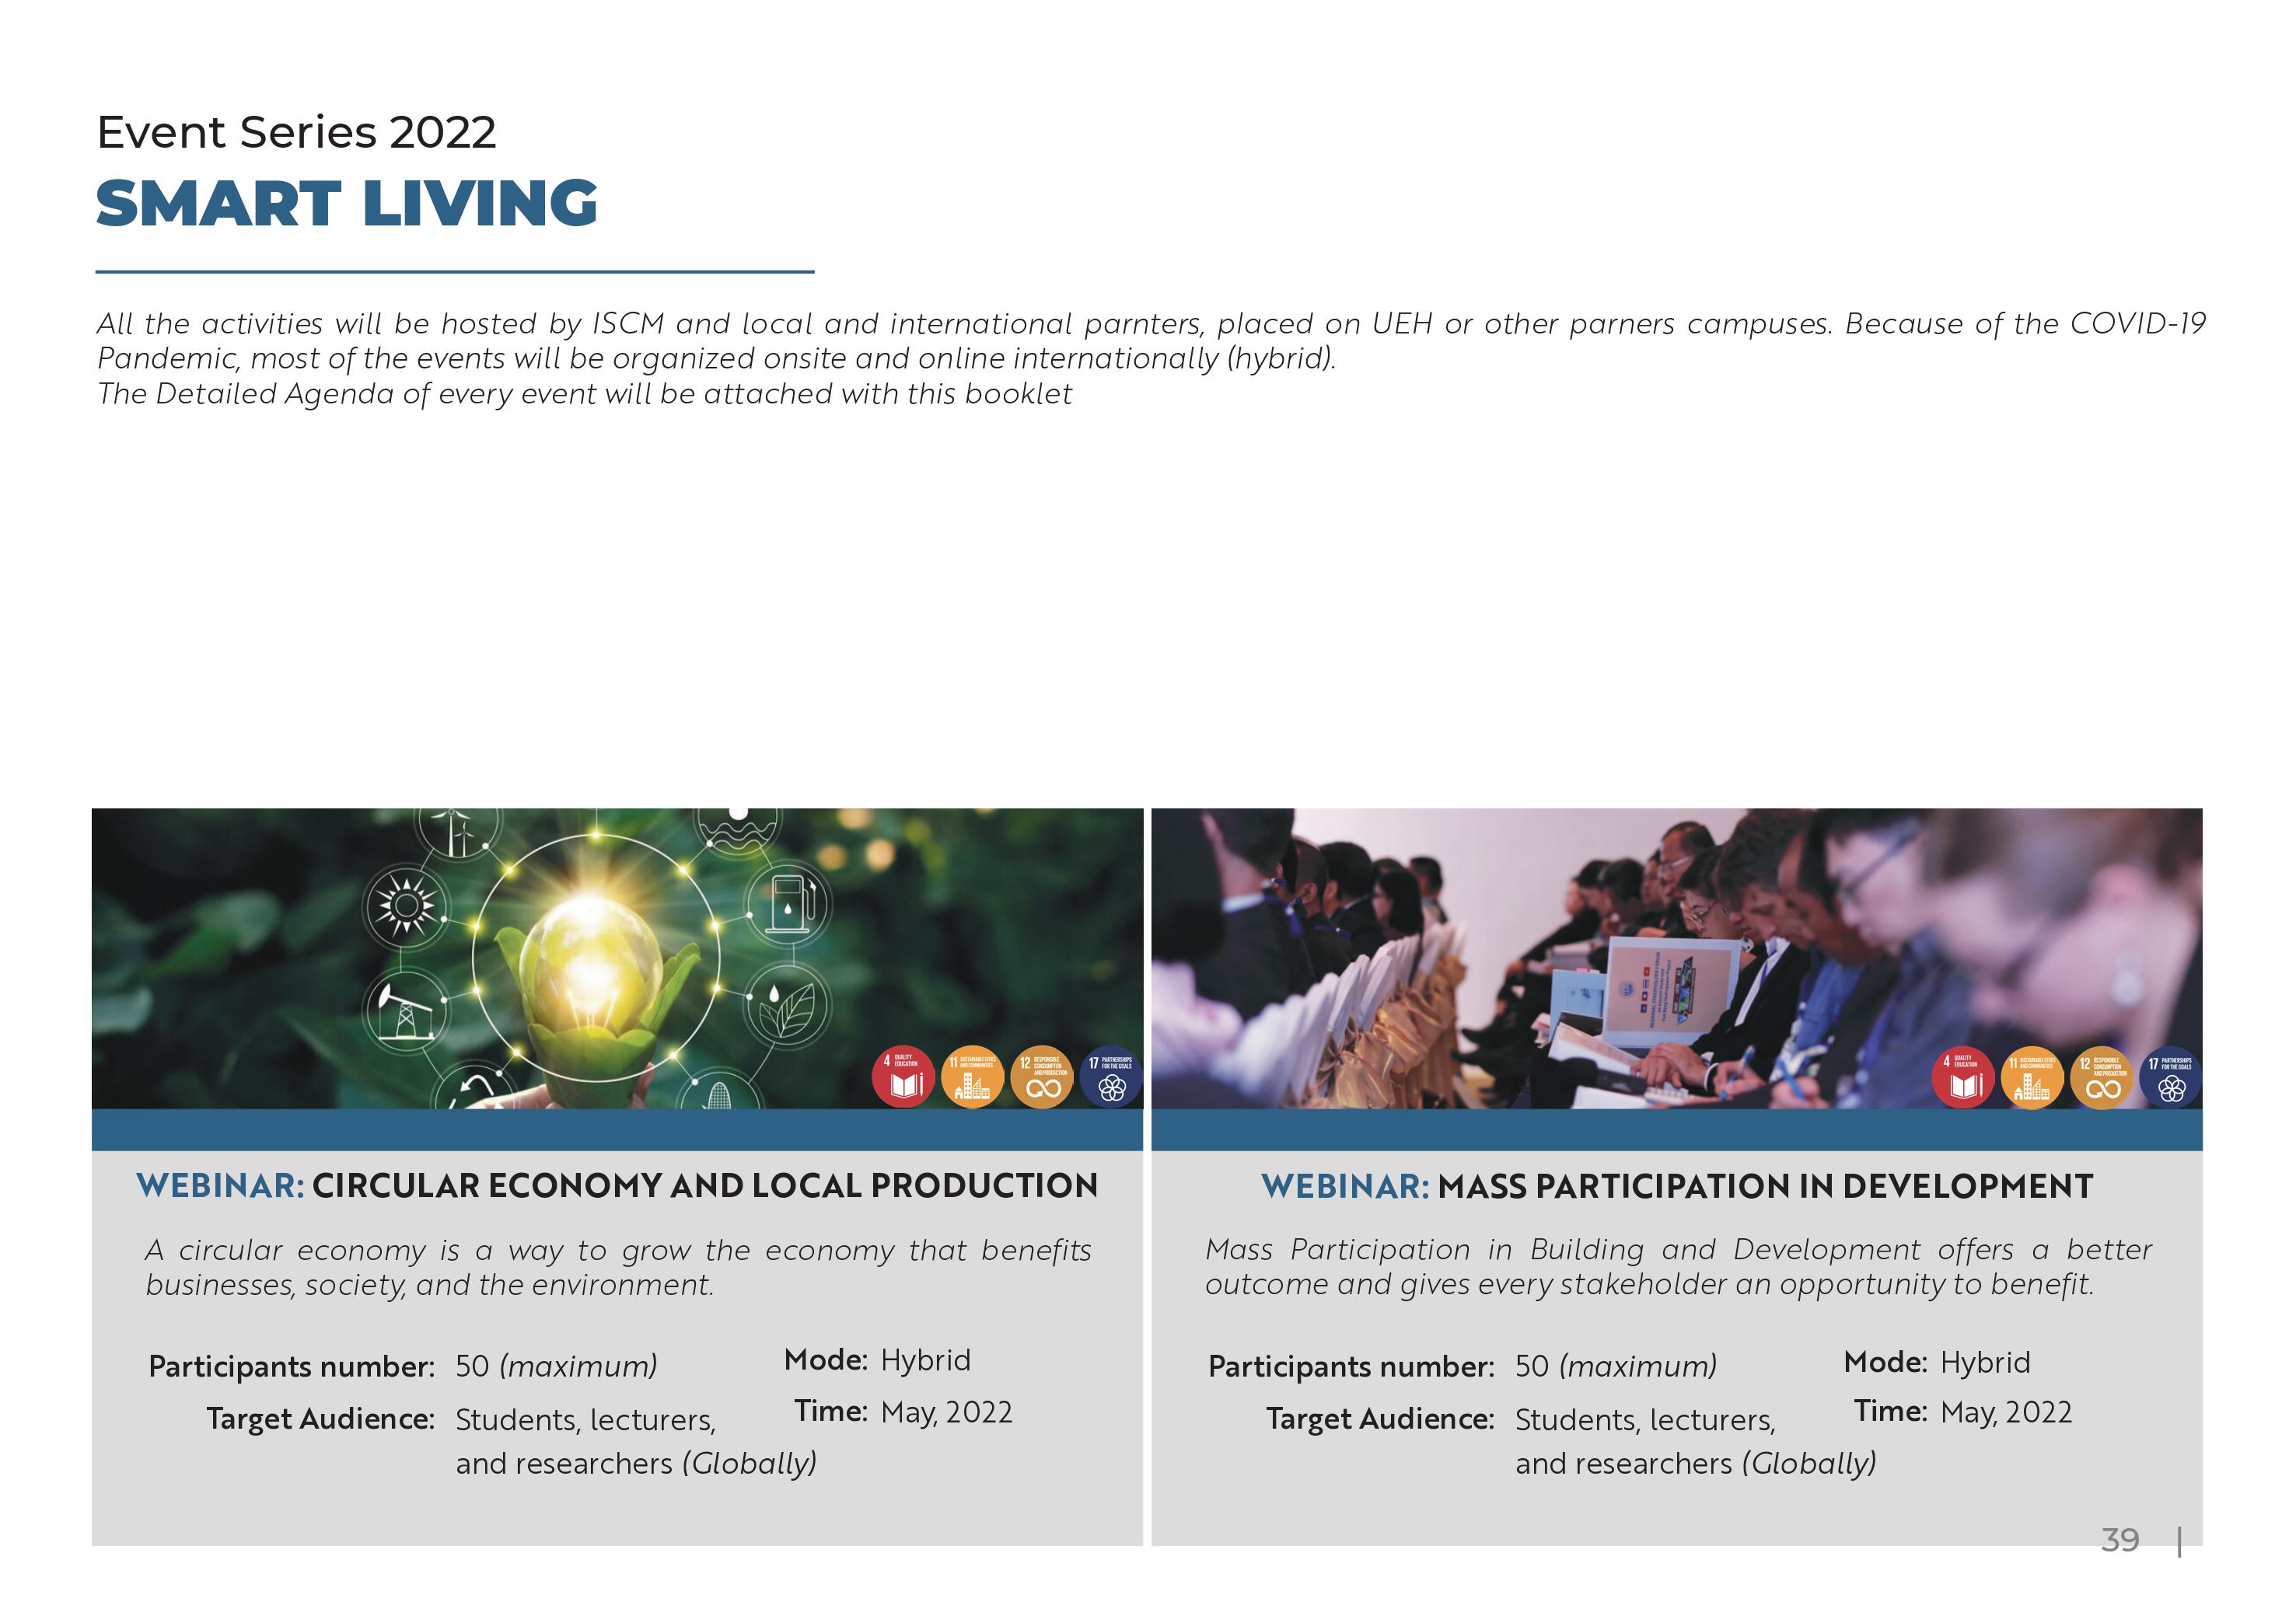 Event Series 2022
SMART LIVING
All the activities will be hosted by ISCM and local and international parnters, placed on UEH or other parners campuses. Because of the COVID-19
Pandemic, most of the events will be organized onsite and online internationally (hybrid).
The Detailed Agenda of every event will be attached with this booklet
4 QUALITY
EDUCATION
11 SUSTAINABLE CITIES
AND COMMUNITIES
12 RESPONSIBLE
CONSUMPTION
AND PRODUCTION
17 PARTNERSHIPS
FOR THE GOALS
WEBINAR: CIRCULAR ECONOMY AND LOCAL PRODUCTION
A circular economy is a way to grow the economy that benefits
businesses, society, and the environment.
Participants number: 50 (maximum)
Target Audience: Students, lecturers,
and researchers (Globally)
Mode: Hybrid
Time: May, 2022
4 QUALITY
EDUCATION
11 SUSTAINABLE CITIES
AND COMMUNITIES
12 RESPONSIBLE
CONSUMPTION
AND PRODUCTION
17 PARTNERSHIPS
FOR THE GOALS
WEBINAR: MASS PARTICIPATION IN DEVELOPMENT
Mass Participation in Building and Development offers a better
outcome and gives every stakeholder an opportunity to benefit.
Participants number: 50 (maximum)
Target Audience: Students, lecturers,
and researchers (Globally)
Mode: Hybrid
Time: May, 2022
39 |